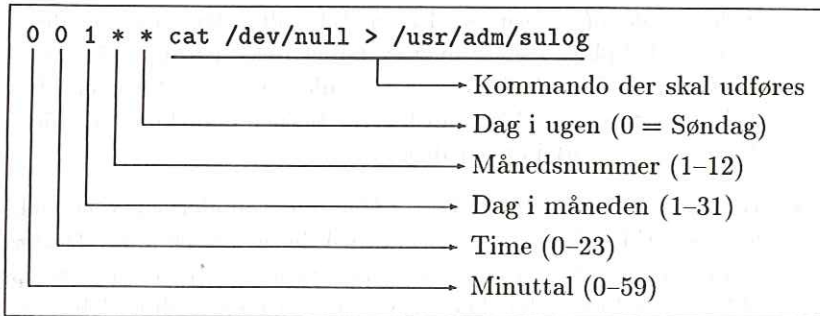 0 0 1 * * cat /dev/null > /usr/adm/sulog
Kommando der skal udføres
Dag i ugen (0 = Søndag)
Månedsnummer (1–12)
Dag i måneden (1–31)
Time (0–23)
Minuttal (0–59)